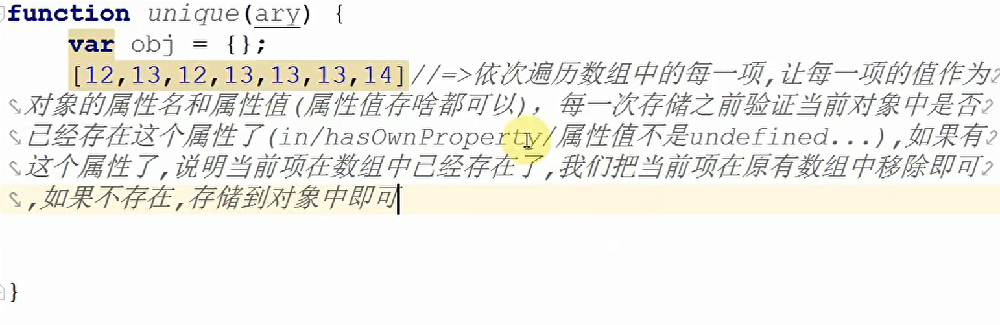 function unique(ary) {
var obj = {};
[12,13,12,13,13,13,14]//=>依次遍历数组中的每一项,让每一项的值作为
对象的属性名和属性值(属性值存啥都可以)，每一次存储之前验证当前对象中是否
已经存在这个属性了(in/hasOwnProperty/属性值不是undefined...),如果有
这个属性了,说明当前项在数组中已经存在了,我们把当前项在原有数组中移除即可
,如果不存在,存储到对象中即可
}